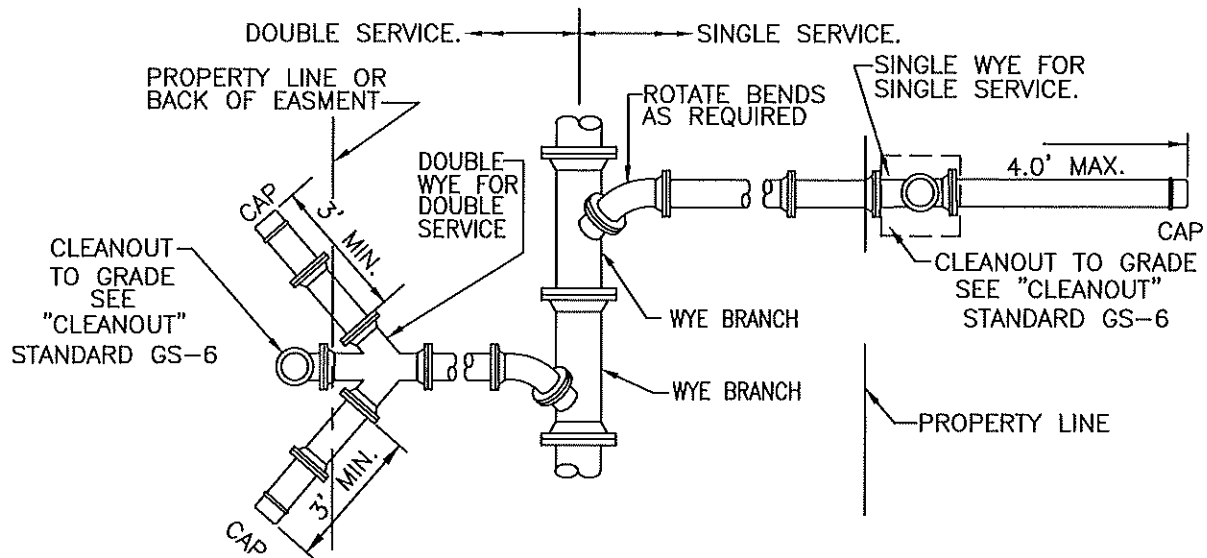 DOUBLE SERVICE.
SINGLE SERVICE.
PROPERTY LINE OR
BACK OF EASMENT
ROTATE BENDS
AS REQUIRED
SINGLE WYE FOR
SINGLE SERVICE.
DOUBLE
WYE FOR
DOUBLE
SERVICE
4.0' MAX.
CAP
3' MIN.
CAP
CLEANOUT
TO GRADE
SEE
"CLEANOUT"
STANDARD GS-6
CLEANOUT TO GRADE
SEE "CLEANOUT"
STANDARD GS-6
WYE BRANCH
WYE BRANCH
PROPERTY LINE
3' MIN.
CAP